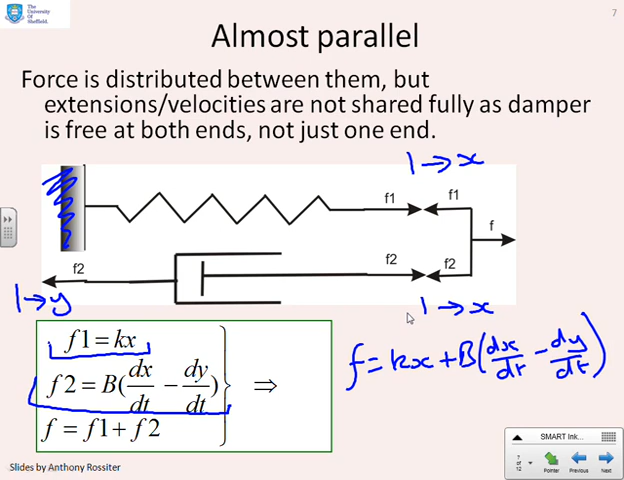 The
University
Of
Sheffield.
7
Almost parallel
Force is distributed between them, but
extensions/velocities are not shared fully as damper
is free at both ends, not just one end.
|→x
f1 f1
f
f2 f2 f2
|→y |→x
f1 = kx
f2 = B(dx/dt − dy/dt) ⇒ f = kx + B(dx/dt − dy/dt)
f = f1 + f2
SMART Ink...
7
of
12
Pointer Previous Next
Slides by Anthony Rossiter